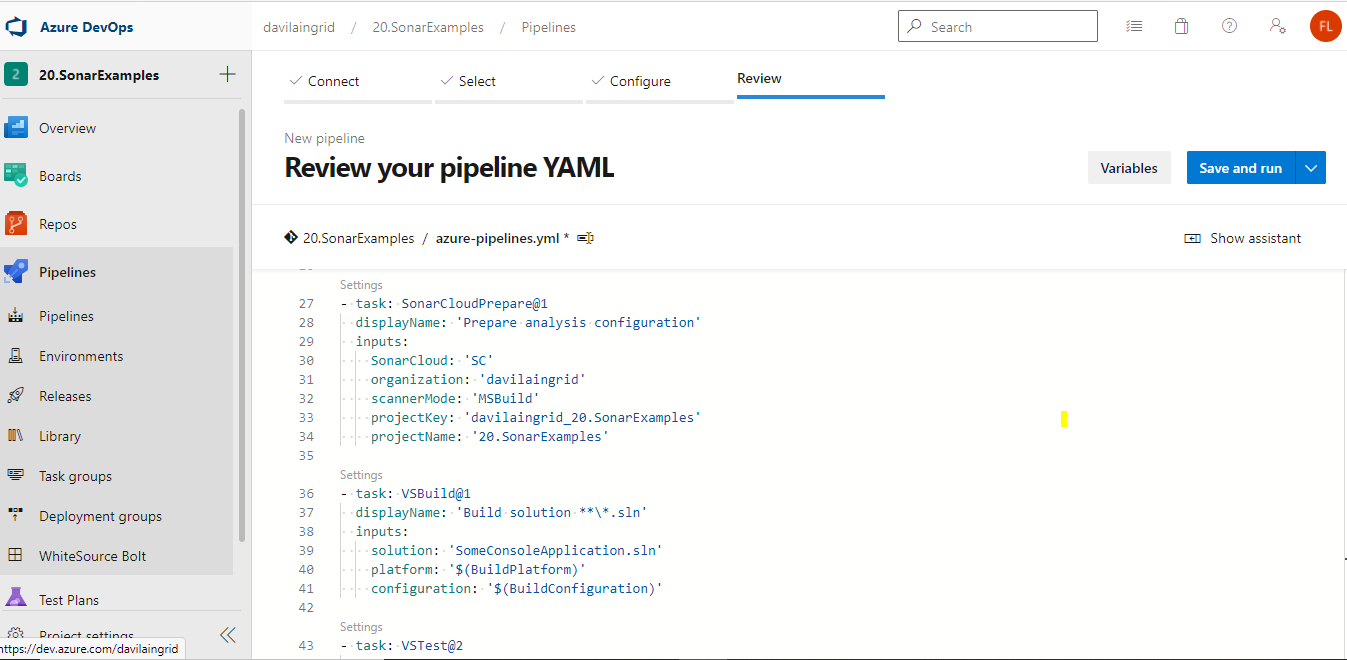 Azure DevOps
davilaingrid / 20.SonarExamples / Pipelines
Search
FL
2 20.SonarExamples
Overview
Boards
Repos
Pipelines
Pipelines
Environments
Releases
Library
Task groups
Deployment groups
WhiteSource Bolt
Test Plans
Project settings
https://dev.azure.com/davilaingrid
Connect
Select
Configure
Review
New pipeline
Review your pipeline YAML
Variables
Save and run
20.SonarExamples / azure-pipelines.yml *
Show assistant
Settings
27 - task: SonarCloudPrepare@1
28 displayName: 'Prepare analysis configuration'
29 inputs:
30 SonarCloud: 'SC'
31 organization: 'davilaingrid'
32 scannerMode: 'MSBuild'
33 projectKey: 'davilaingrid_20.SonarExamples'
34 projectName: '20.SonarExamples'
35
Settings
36 - task: VSBuild@1
37 displayName: 'Build solution **\*.sln'
38 inputs:
39 solution: 'SomeConsoleApplication.sln'
40 platform: '$(BuildPlatform)'
41 configuration: '$(BuildConfiguration)'
42
Settings
43 - task: VSTest@2